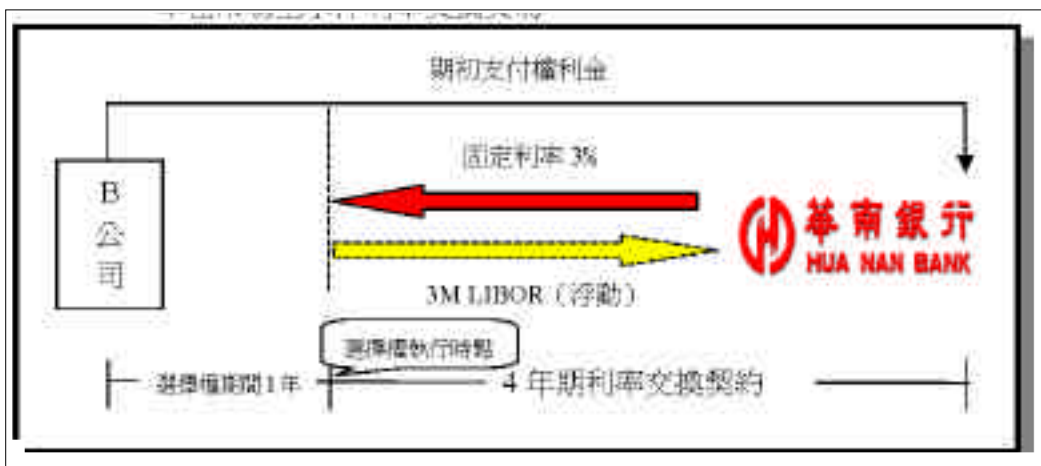 期初支付權利金
固定利率 3%
B
公
司
華南銀行
HUA NAN BANK
3M LIBOR（浮動）
選擇權執行時點
選擇權期間1年
4 年期利率交換契約